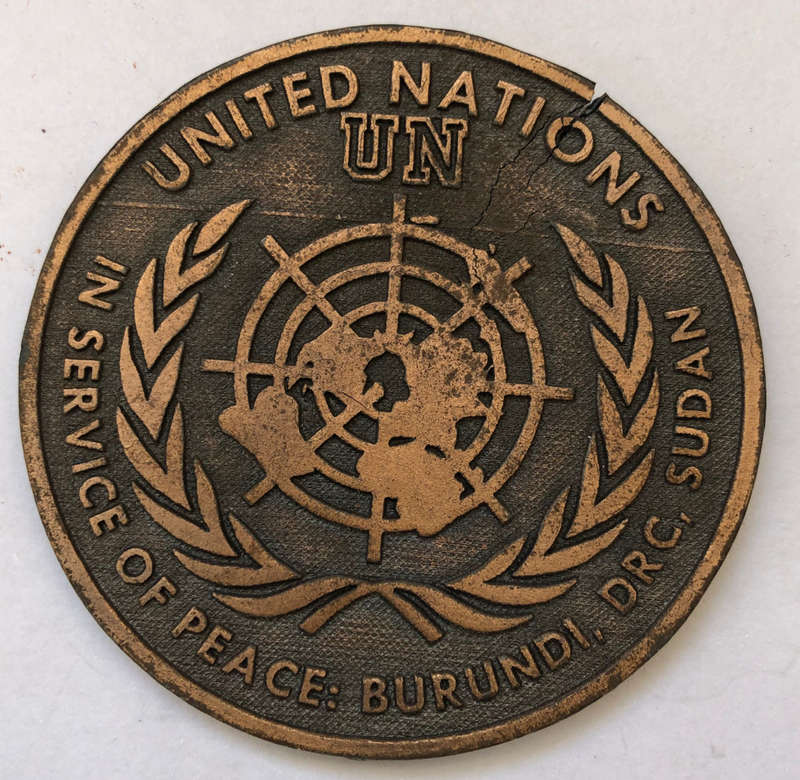 UNITED NATIONS
UN
IN SERVICE OF PEACE: BURUNDI, DRC, SUDAN